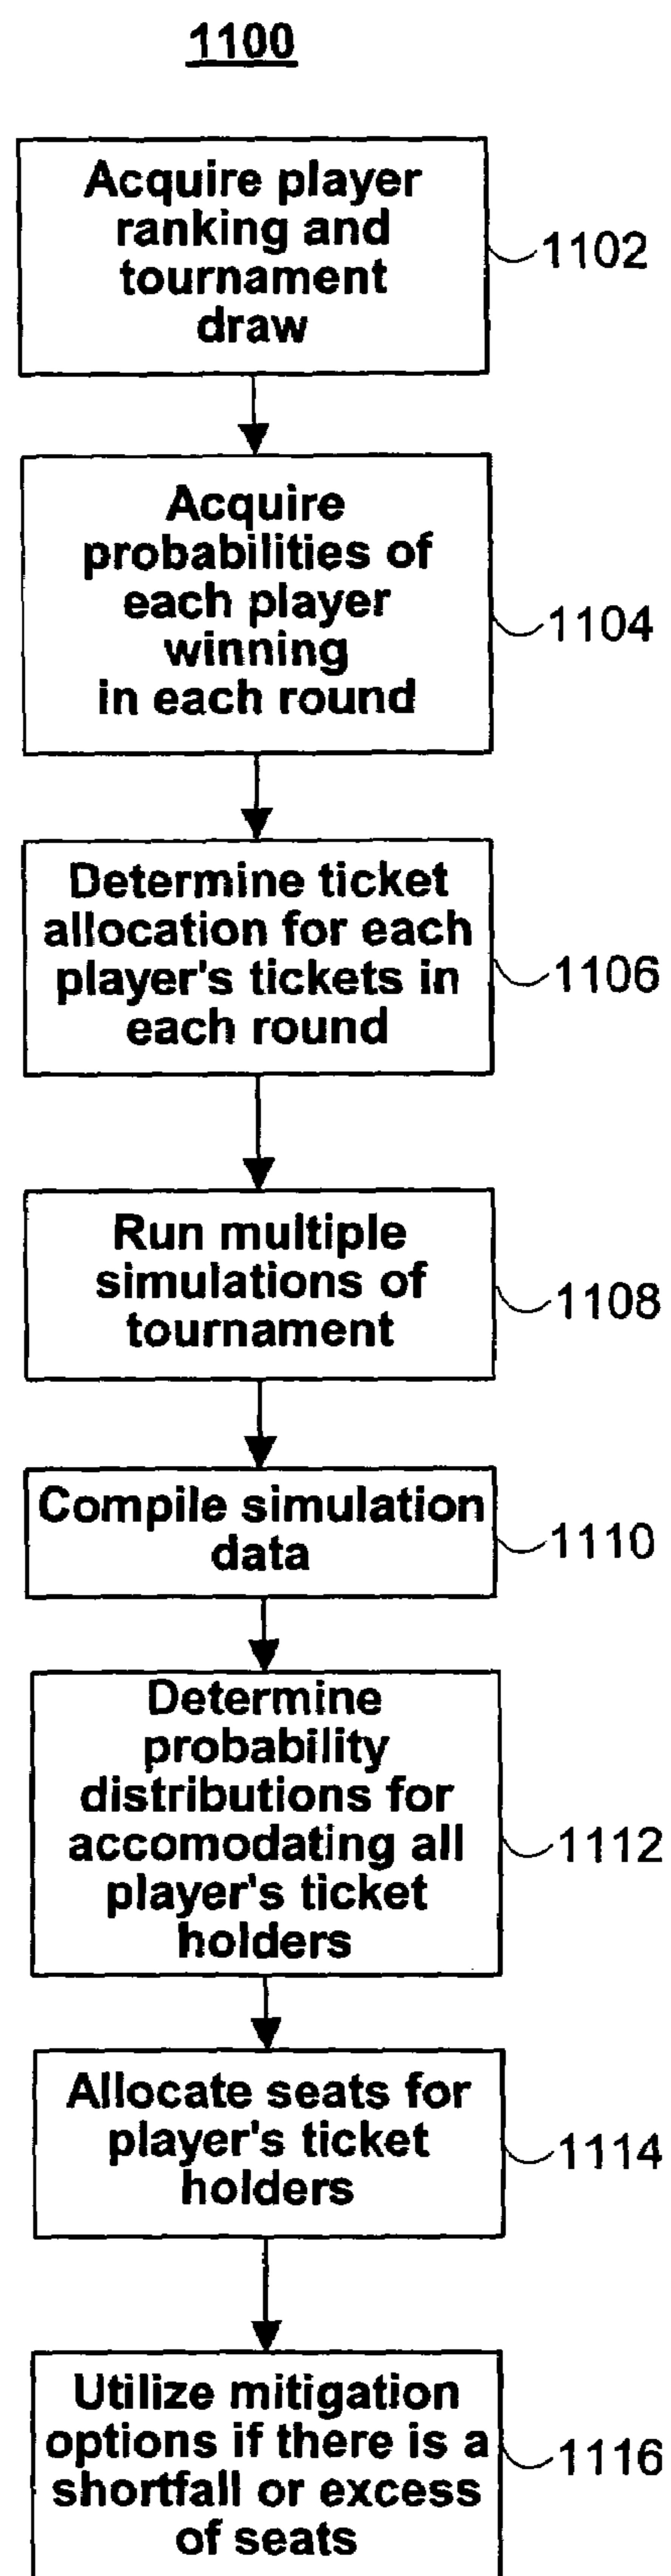 1100
Acquire player
ranking and
tournament
draw
1102
Acquire
probabilities of
each player
winning
in each round
1104
Determine ticket
allocation for each
player's tickets in
each round
1106
Run multiple
simulations of
tournament
1108
Compile simulation
data
1110
Determine
probability
distributions for
accomodating all
player's ticket
holders
1112
Allocate seats for
player's ticket
holders
1114
Utilize mitigation
options if there is a
shortfall or excess
of seats
1116